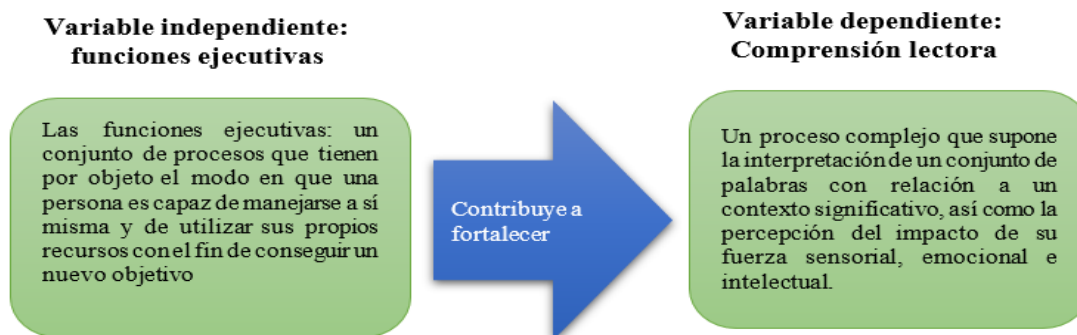 Variable independiente:
funciones ejecutivas
Las funciones ejecutivas: un
conjunto de procesos que tienen
por objeto el modo en que una
persona es capaz de manejarse a sí
misma y de utilizar sus propios
recursos con el fin de conseguir un
nuevo objetivo
Contribuye a
fortalecer
Variable dependiente:
Comprensión lectora
Un proceso complejo que supone
la interpretación de un conjunto de
palabras con relación a un
contexto significativo, así como la
percepción del impacto de su
fuerza sensorial, emocional e
intelectual.